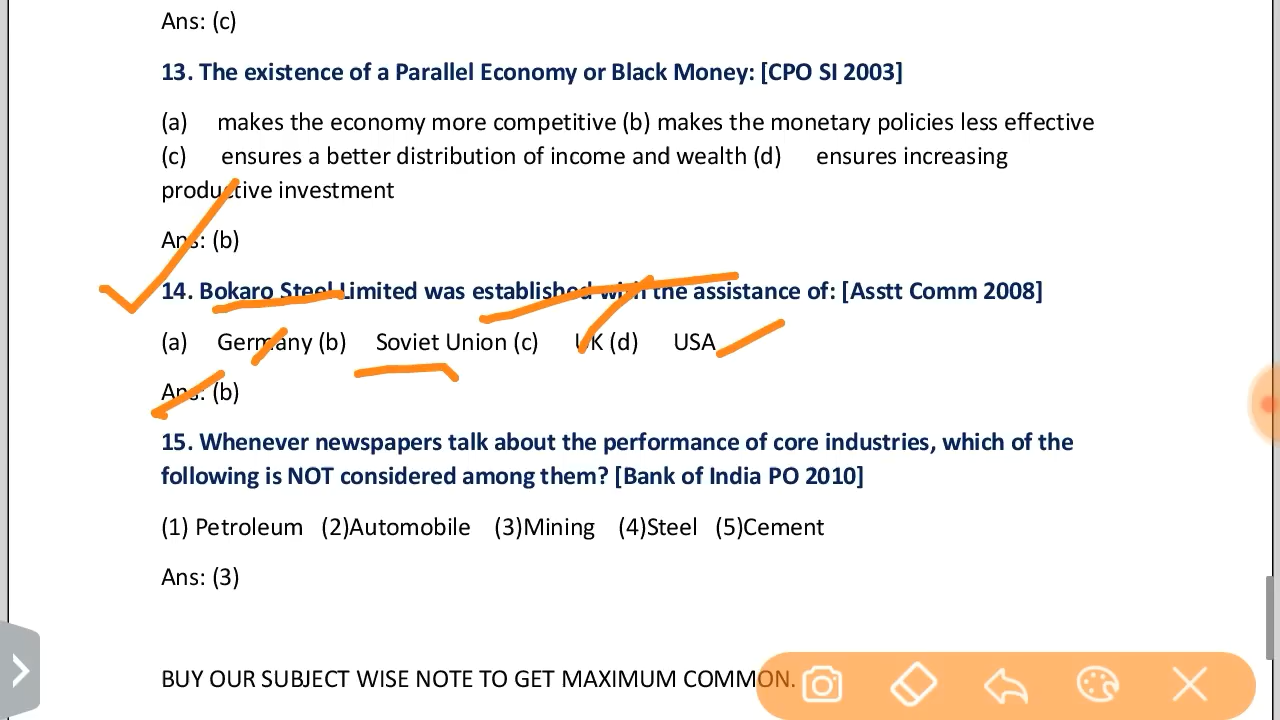 Ans: (c)
13. The existence of a Parallel Economy or Black Money: [CPO SI 2003]
(a) makes the economy more competitive (b) makes the monetary policies less effective
(c) ensures a better distribution of income and wealth (d) ensures increasing
productive investment
Ans: (b)
14. Bokaro Steel Limited was established with the assistance of: [Asstt Comm 2008]
(a) Germany (b) Soviet Union (c) UK (d) USA
Ans: (b)
15. Whenever newspapers talk about the performance of core industries, which of the
following is NOT considered among them? [Bank of India PO 2010]
(1) Petroleum (2)Automobile (3)Mining (4)Steel (5)Cement
Ans: (3)
BUY OUR SUBJECT WISE NOTE TO GET MAXIMUM COMMON.